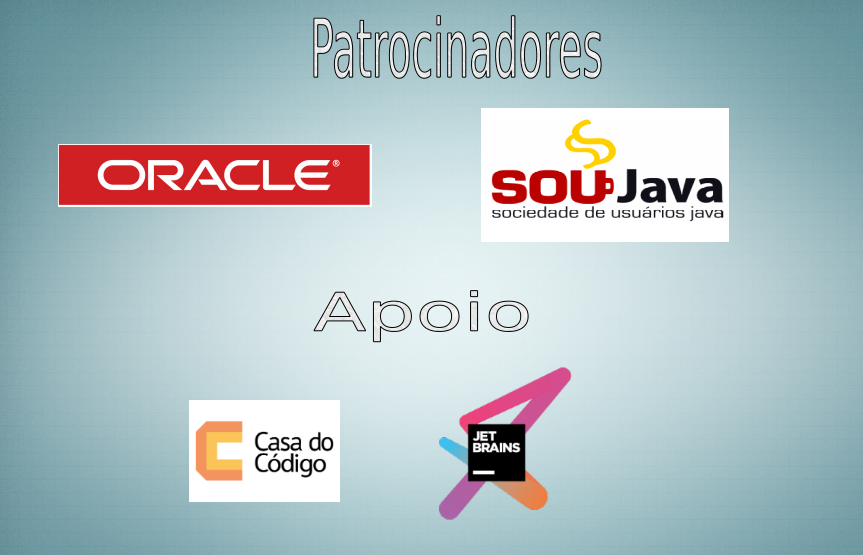 Patrocinadores
ORACLE®
SOUJava
sociedade de usuários java
Apoio
Casa do
Código
JET
BRAINS